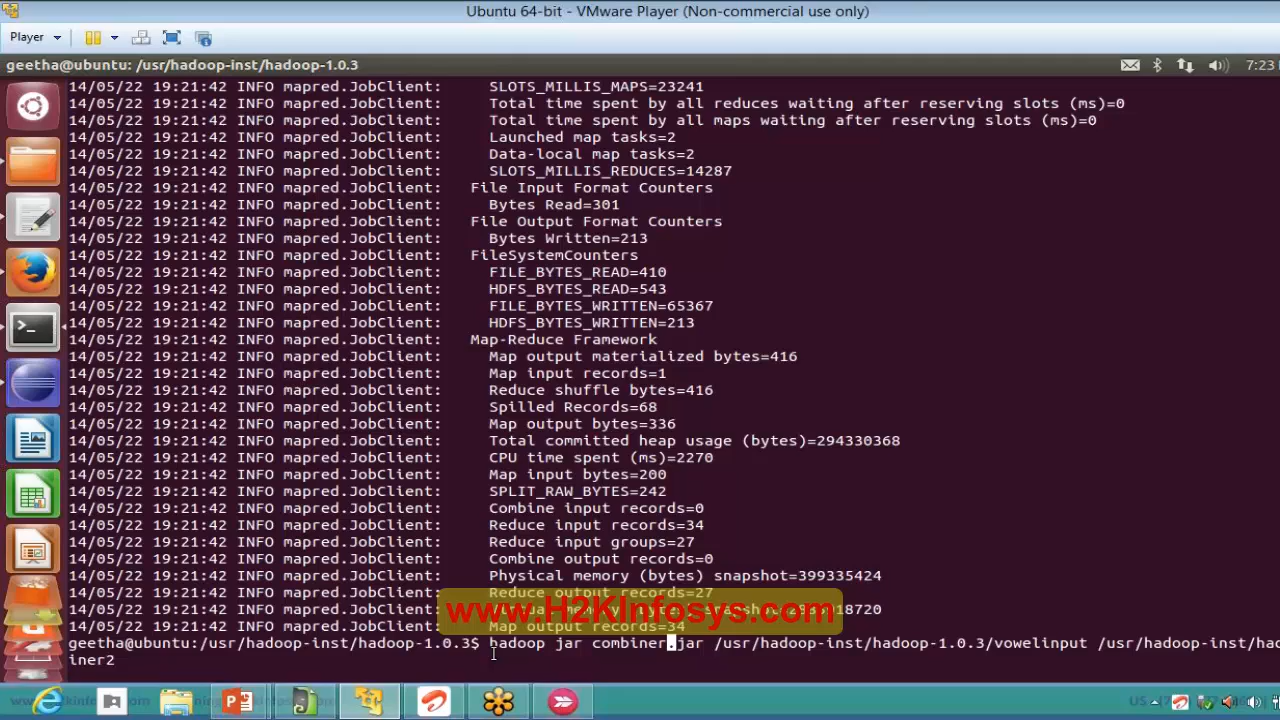 Ubuntu 64-bit - VMware Player (Non-commercial use only)
Player
geetha@ubuntu: /usr/hadoop-inst/hadoop-1.0.3
7:23
14/05/22 19:21:42 INFO mapred.JobClient: SLOTS_MILLIS_MAPS=23241
14/05/22 19:21:42 INFO mapred.JobClient: Total time spent by all reduces waiting after reserving slots (ms)=0
14/05/22 19:21:42 INFO mapred.JobClient: Total time spent by all maps waiting after reserving slots (ms)=0
14/05/22 19:21:42 INFO mapred.JobClient: Launched map tasks=2
14/05/22 19:21:42 INFO mapred.JobClient: Data-local map tasks=2
14/05/22 19:21:42 INFO mapred.JobClient: SLOTS_MILLIS_REDUCES=14287
14/05/22 19:21:42 INFO mapred.JobClient: File Input Format Counters
14/05/22 19:21:42 INFO mapred.JobClient: Bytes Read=301
14/05/22 19:21:42 INFO mapred.JobClient: File Output Format Counters
14/05/22 19:21:42 INFO mapred.JobClient: Bytes Written=213
14/05/22 19:21:42 INFO mapred.JobClient: FileSystemCounters
14/05/22 19:21:42 INFO mapred.JobClient: FILE_BYTES_READ=410
14/05/22 19:21:42 INFO mapred.JobClient: HDFS_BYTES_READ=543
14/05/22 19:21:42 INFO mapred.JobClient: FILE_BYTES_WRITTEN=65367
14/05/22 19:21:42 INFO mapred.JobClient: HDFS_BYTES_WRITTEN=213
14/05/22 19:21:42 INFO mapred.JobClient: Map-Reduce Framework
14/05/22 19:21:42 INFO mapred.JobClient: Map output materialized bytes=416
14/05/22 19:21:42 INFO mapred.JobClient: Map input records=1
14/05/22 19:21:42 INFO mapred.JobClient: Reduce shuffle bytes=416
14/05/22 19:21:42 INFO mapred.JobClient: Spilled Records=68
14/05/22 19:21:42 INFO mapred.JobClient: Map output bytes=336
14/05/22 19:21:42 INFO mapred.JobClient: Total committed heap usage (bytes)=294330368
14/05/22 19:21:42 INFO mapred.JobClient: CPU time spent (ms)=2270
14/05/22 19:21:42 INFO mapred.JobClient: Map input bytes=200
14/05/22 19:21:42 INFO mapred.JobClient: SPLIT_RAW_BYTES=242
14/05/22 19:21:42 INFO mapred.JobClient: Combine input records=0
14/05/22 19:21:42 INFO mapred.JobClient: Reduce input records=34
14/05/22 19:21:42 INFO mapred.JobClient: Reduce input groups=27
14/05/22 19:21:42 INFO mapred.JobClient: Combine output records=0
14/05/22 19:21:42 INFO mapred.JobClient: Physical memory (bytes) snapshot=399335424
14/05/22 19:21:42 INFO mapred.JobClient: Reduce output records=27
14/05/22 19:21:42 INFO mapred.JobClient:
www.H2KInfosys.com
14/05/22 19:21:42 INFO mapred.JobClient: Map output records=34
geetha@ubuntu:/usr/hadoop-inst/hadoop-1.0.3$ hadoop jar combiner.jar /usr/hadoop-inst/hadoop-1.0.3/vowelinput /usr/hadoop-inst/hadoop
iner2
US